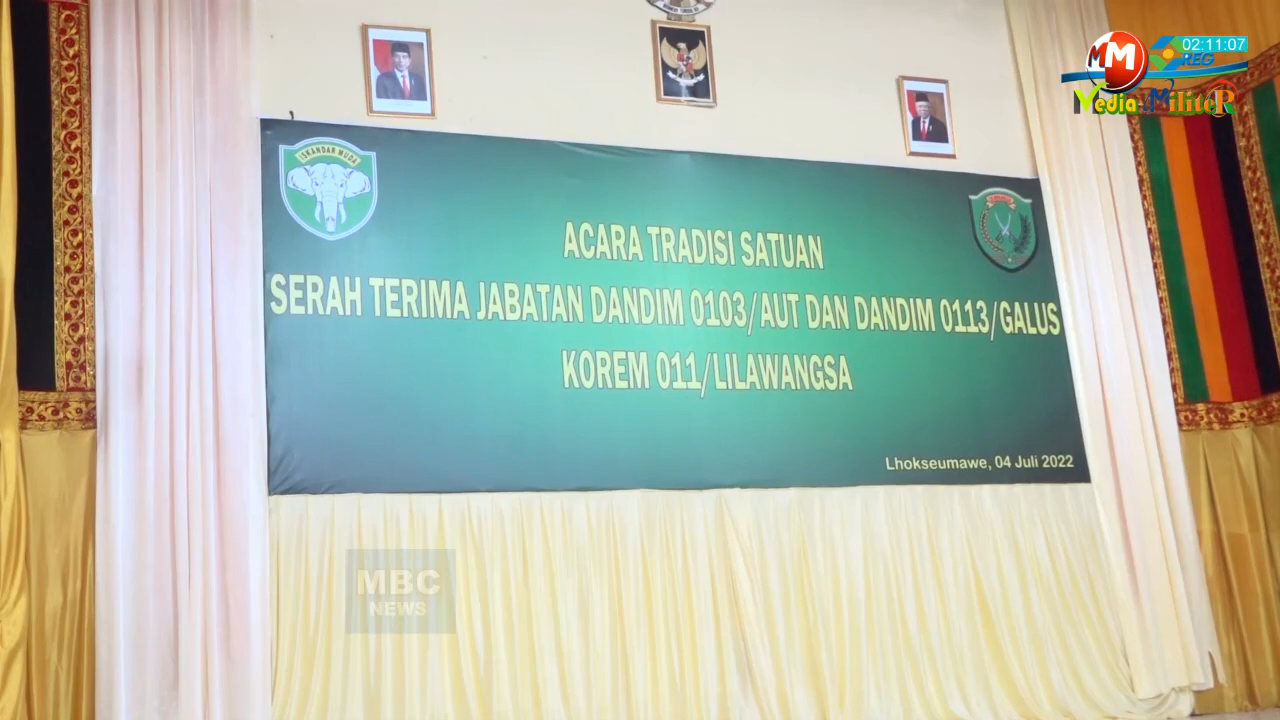 02:11:07
MM
REG
Media MiliteR
ISKANDAR MUDA
ACARA TRADISI SATUAN
SERAH TERIMA JABATAN DANDIM 0103/AUT DAN DANDIM 0113/GALUS
KOREM 011/LILAWANGSA
Lhokseumawe, 04 Juli 2022
MBC
NEWS